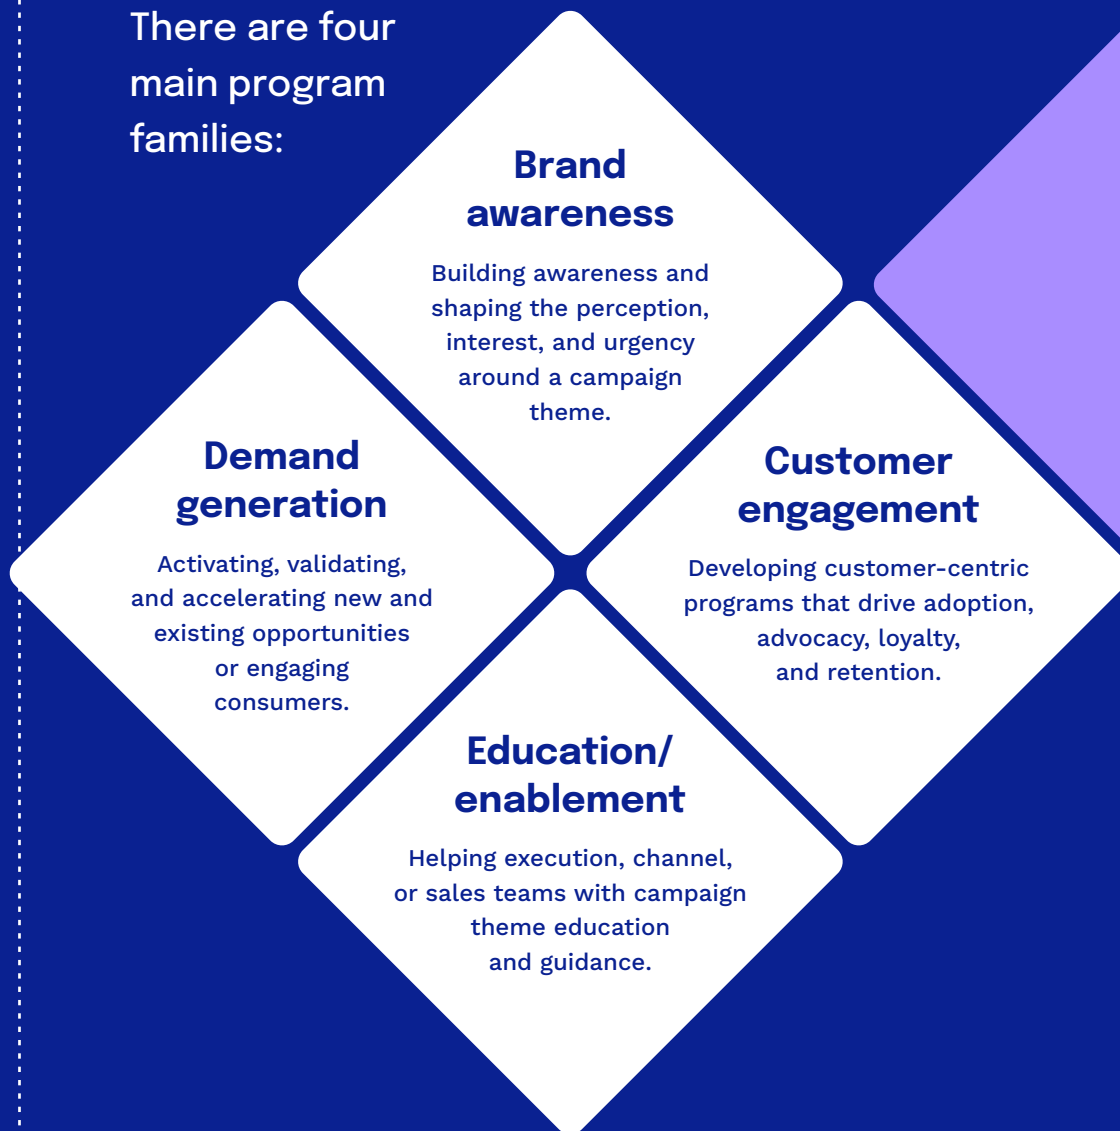 There are four
main program
families:
Brand
awareness
Building awareness and
shaping the perception,
interest, and urgency
around a campaign
theme.
Demand
generation
Activating, validating,
and accelerating new and
existing opportunities
or engaging
consumers.
Customer
engagement
Developing customer-centric
programs that drive adoption,
advocacy, loyalty,
and retention.
Education/
enablement
Helping execution, channel,
or sales teams with campaign
theme education
and guidance.